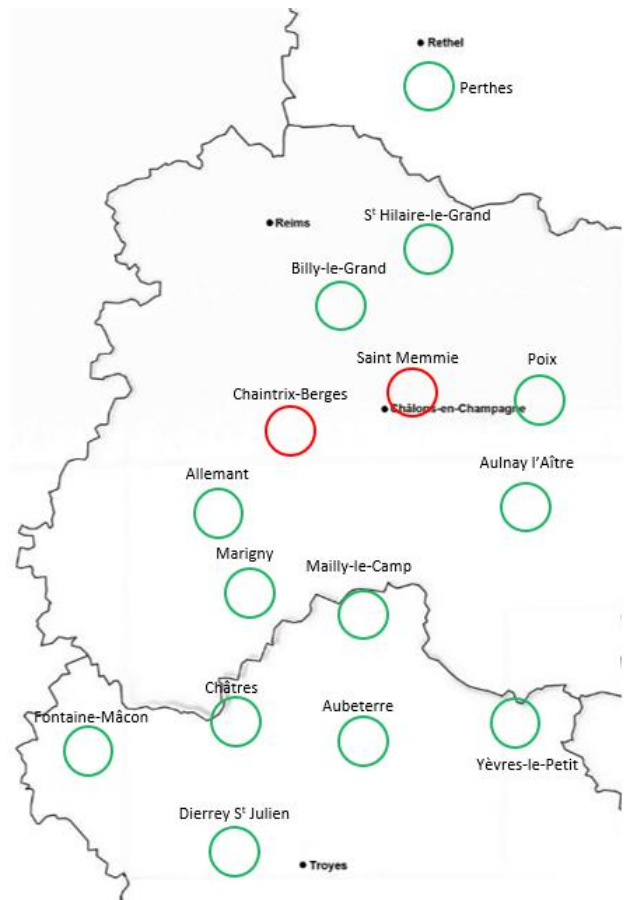 Rethel
Perthes
Sᵗ Hilaire-le-Grand
Reims
Billy-le-Grand
Saint Memmie
Poix
Chaintrix-Berges
Châlons-en-Champagne
Aulnay l’Aître
Allemant
Marigny
Mailly-le-Camp
Châtres
Fontaine-Mâcon
Aubeterre
Yèvres-le-Petit
Dierrey Sᵗ Julien
Troyes